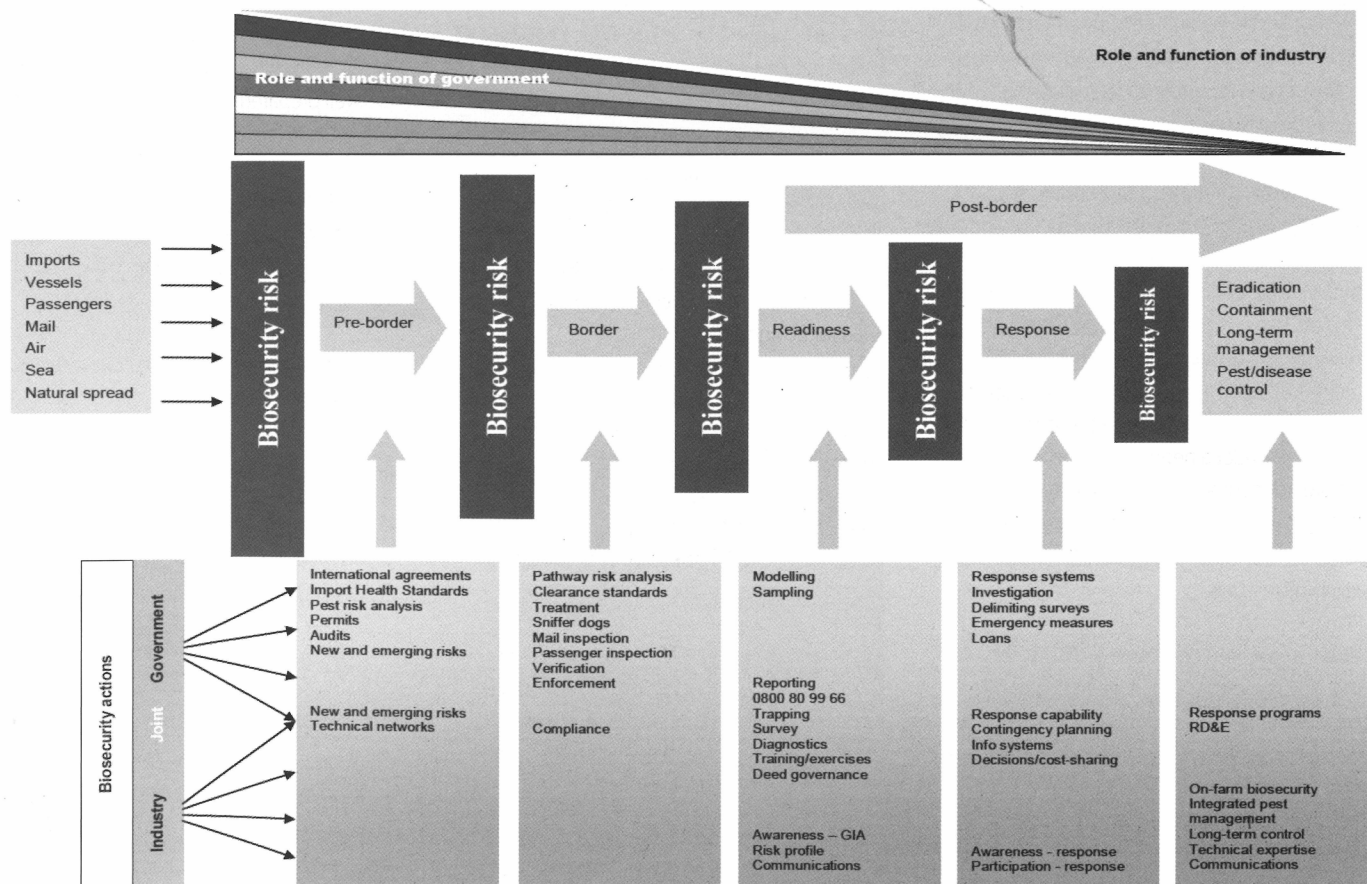 Role and function of industry
Role and function of government
Post-border
Imports
Vessels
Passengers
Mail
Air
Sea
Natural spread
Biosecurity risk
Pre-border
Biosecurity risk
Border
Biosecurity risk
Readiness
Biosecurity risk
Response
Biosecurity risk
Eradication
Containment
Long-term
management
Pest/disease
control
Biosecurity actions
Government
Joint
Industry
International agreements
Import Health Standards
Pest risk analysis
Permits
Audits
New and emerging risks
New and emerging risks
Technical networks
Pathway risk analysis
Clearance standards
Treatment
Sniffer dogs
Mail inspection
Passenger inspection
Verification
Enforcement
Compliance
Modelling
Sampling
Reporting
0800 80 99 66
Trapping
Survey
Diagnostics
Training/exercises
Deed governance
Awareness – GIA
Risk profile
Communications
Response systems
Investigation
Delimiting surveys
Emergency measures
Loans
Response capability
Contingency planning
Info systems
Decisions/cost-sharing
Awareness - response
Participation - response
Response programs
RD&E
On-farm biosecurity
Integrated pest
management
Long-term control
Technical expertise
Communications